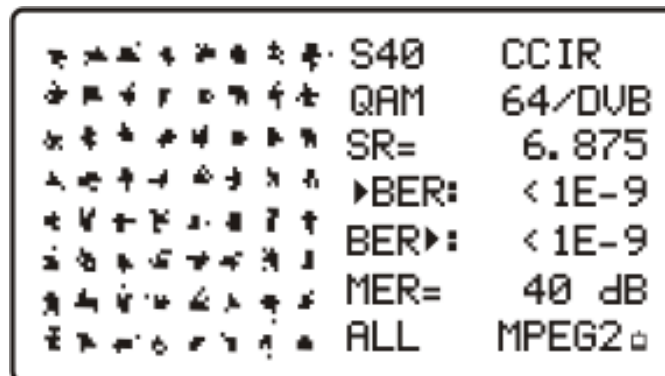 S40 CCIR
QAM 64/DVB
SR= 6.875
▶BER: <1E-9
BER▶: <1E-9
MER= 40 dB
ALL MPEG2